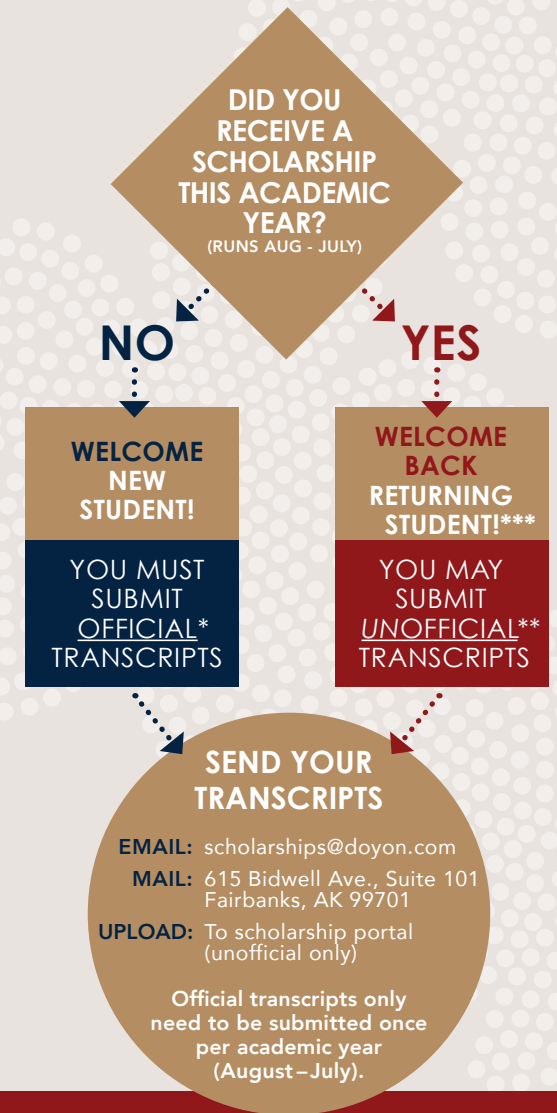 DID YOU
RECEIVE A
SCHOLARSHIP
THIS ACADEMIC
YEAR?
(RUNS AUG - JULY)
NO
YES
WELCOME
NEW
STUDENT!
YOU MUST
SUBMIT
OFFICIAL*
TRANSCRIPTS
WELCOME
BACK
RETURNING
STUDENT!***
YOU MAY
SUBMIT
UNOFFICIAL**
TRANSCRIPTS
SEND YOUR
TRANSCRIPTS
EMAIL: scholarships@doyon.com
MAIL: 615 Bidwell Ave., Suite 101
Fairbanks, AK 99701
UPLOAD: To scholarship portal
(unofficial only)
Official transcripts only
need to be submitted once
per academic year
(August–July).